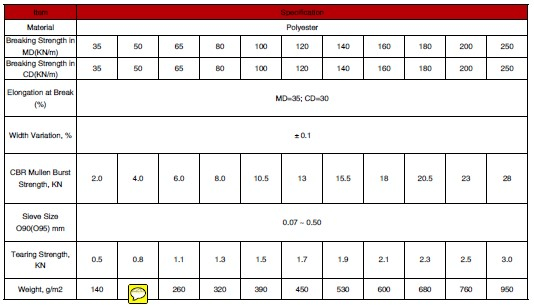 Item Specification
Material Polyester
Breaking Strength in MD(KN/m) 35 50 65 80 100 120 140 160 180 200 250
Breaking Strength in CD(KN/m) 35 50 65 80 100 120 140 160 180 200 250
Elongation at Break (%) MD=35; CD=30
Width Variation, % ± 0.1
CBR Mullen Burst Strength, KN 2.0 4.0 6.0 8.0 10.5 13 15.5 18 20.5 23 28
Sieve Size O90(O95) mm 0.07 ~ 0.50
Tearing Strength, KN 0.5 0.8 1.1 1.3 1.5 1.7 1.9 2.1 2.3 2.5 3.0
Weight, g/m2 140 260 320 390 450 530 600 680 760 950